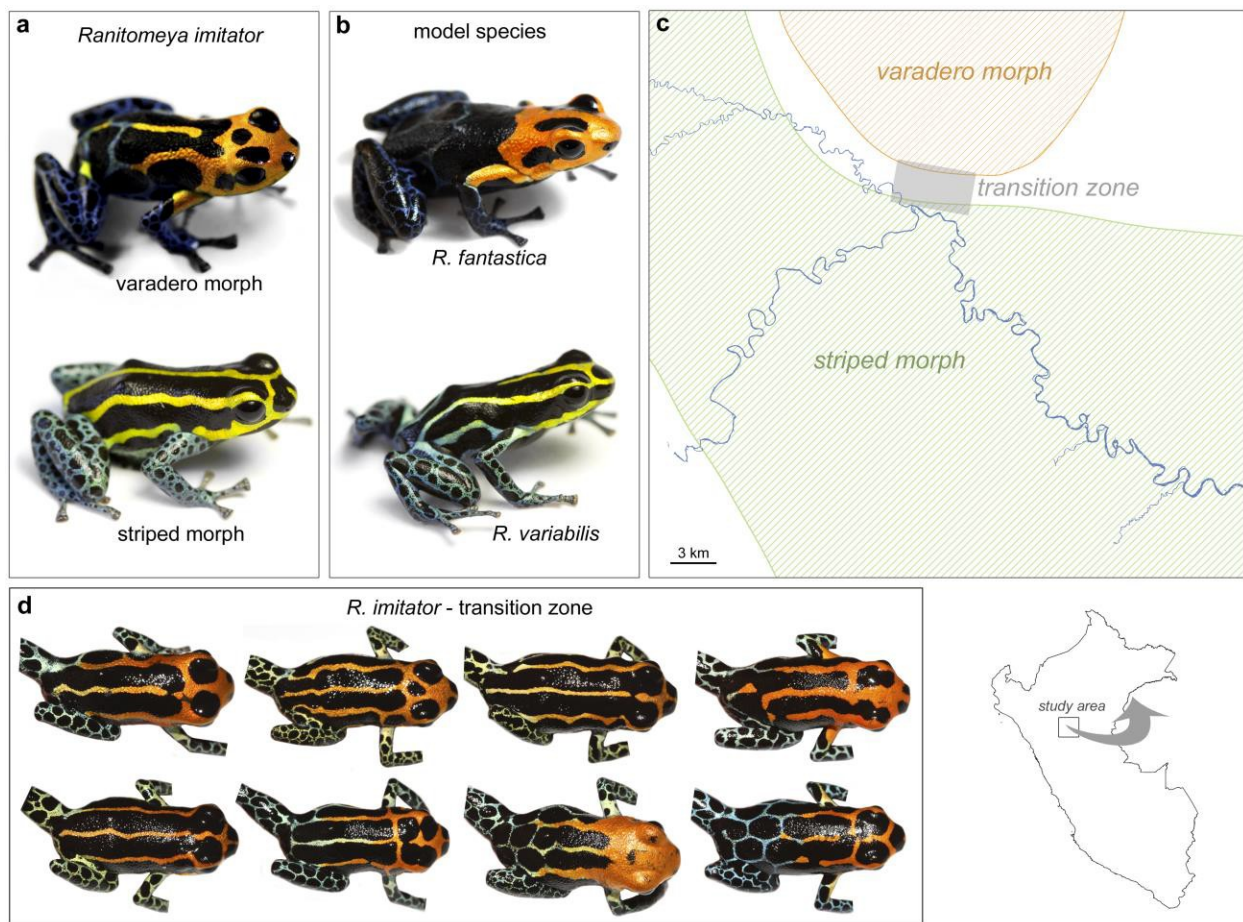 a
Ranitomeya imitator
varadero morph
striped morph
b
model species
R. fantastica
R. variabilis
c
varadero morph
transition zone
striped morph
3 km
d
R. imitator - transition zone
study area